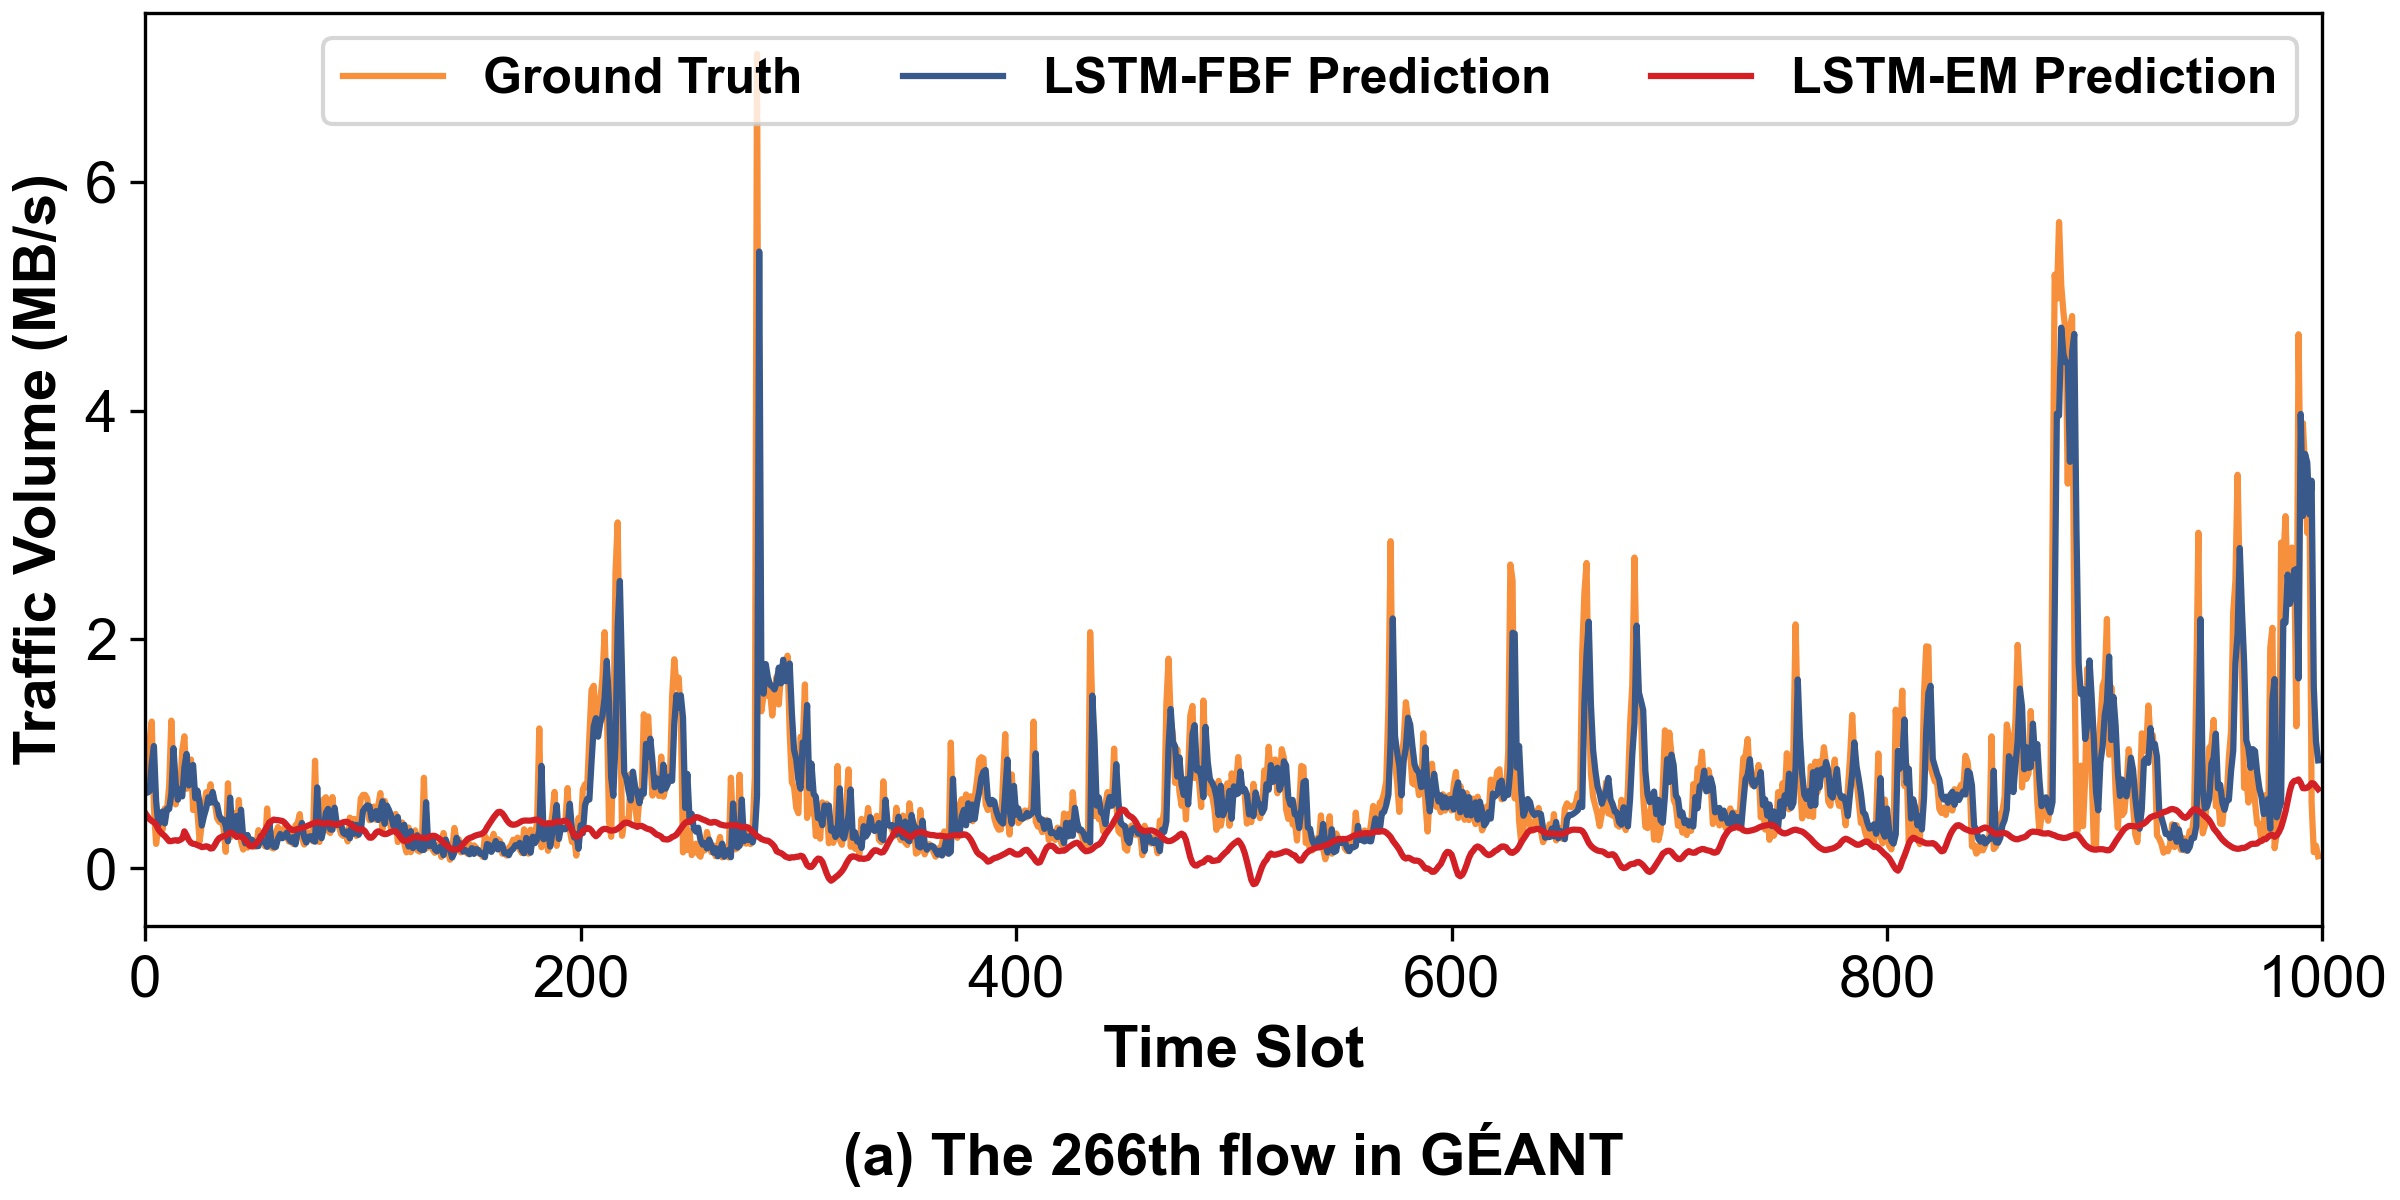 Ground Truth LSTM-FBF Prediction LSTM-EM Prediction
Traffic Volume (MB/s)
6
4
2
0
0 200 400 600 800 1000
Time Slot
(a) The 266th flow in GÉANT